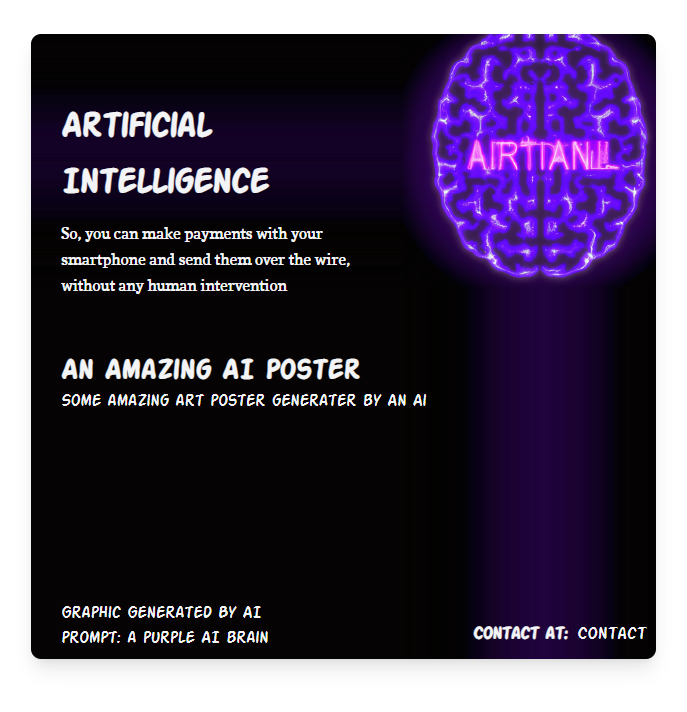 ARTIFICIAL
INTELLIGENCE
AIRTIANLL
So, you can make payments with your
smartphone and send them over the wire,
without any human intervention
AN AMAZING AI POSTER
SOME AMAZING ART POSTER GENERATER BY AN AI
GRAPHIC GENERATED BY AI
PROMPT: A PURPLE AI BRAIN
CONTACT AT: CONTACT